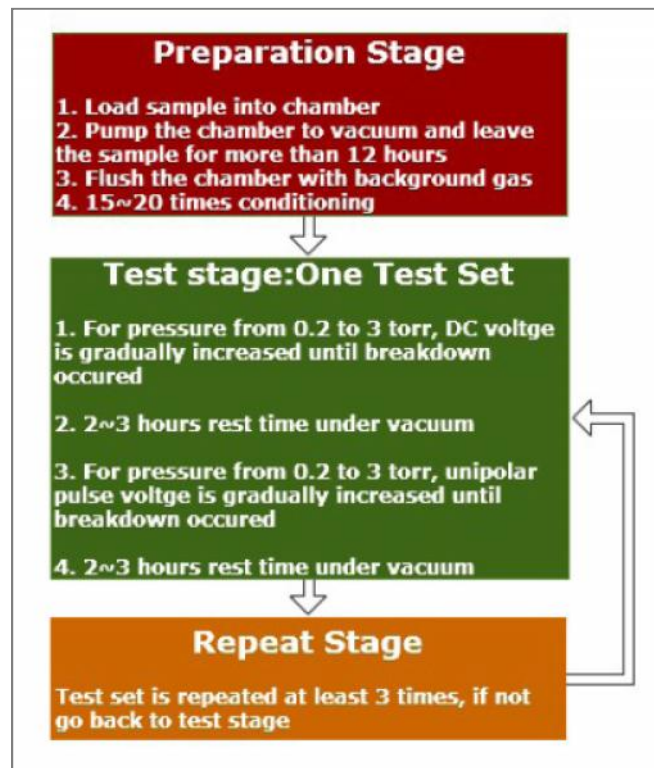 Preparation Stage
1. Load sample into chamber
2. Pump the chamber to vacuum and leave
the sample for more than 12 hours
3. Flush the chamber with background gas
4. 15~20 times conditioning
Test stage:One Test Set
1. For pressure from 0.2 to 3 torr, DC voltge
is gradually increased until breakdown
occured
2. 2~3 hours rest time under vacuum
3. For pressure from 0.2 to 3 torr, unipolar
pulse voltge is gradually increased until
breakdown occured
4. 2~3 hours rest time under vacuum
Repeat Stage
Test set is repeated at least 3 times, if not
go back to test stage